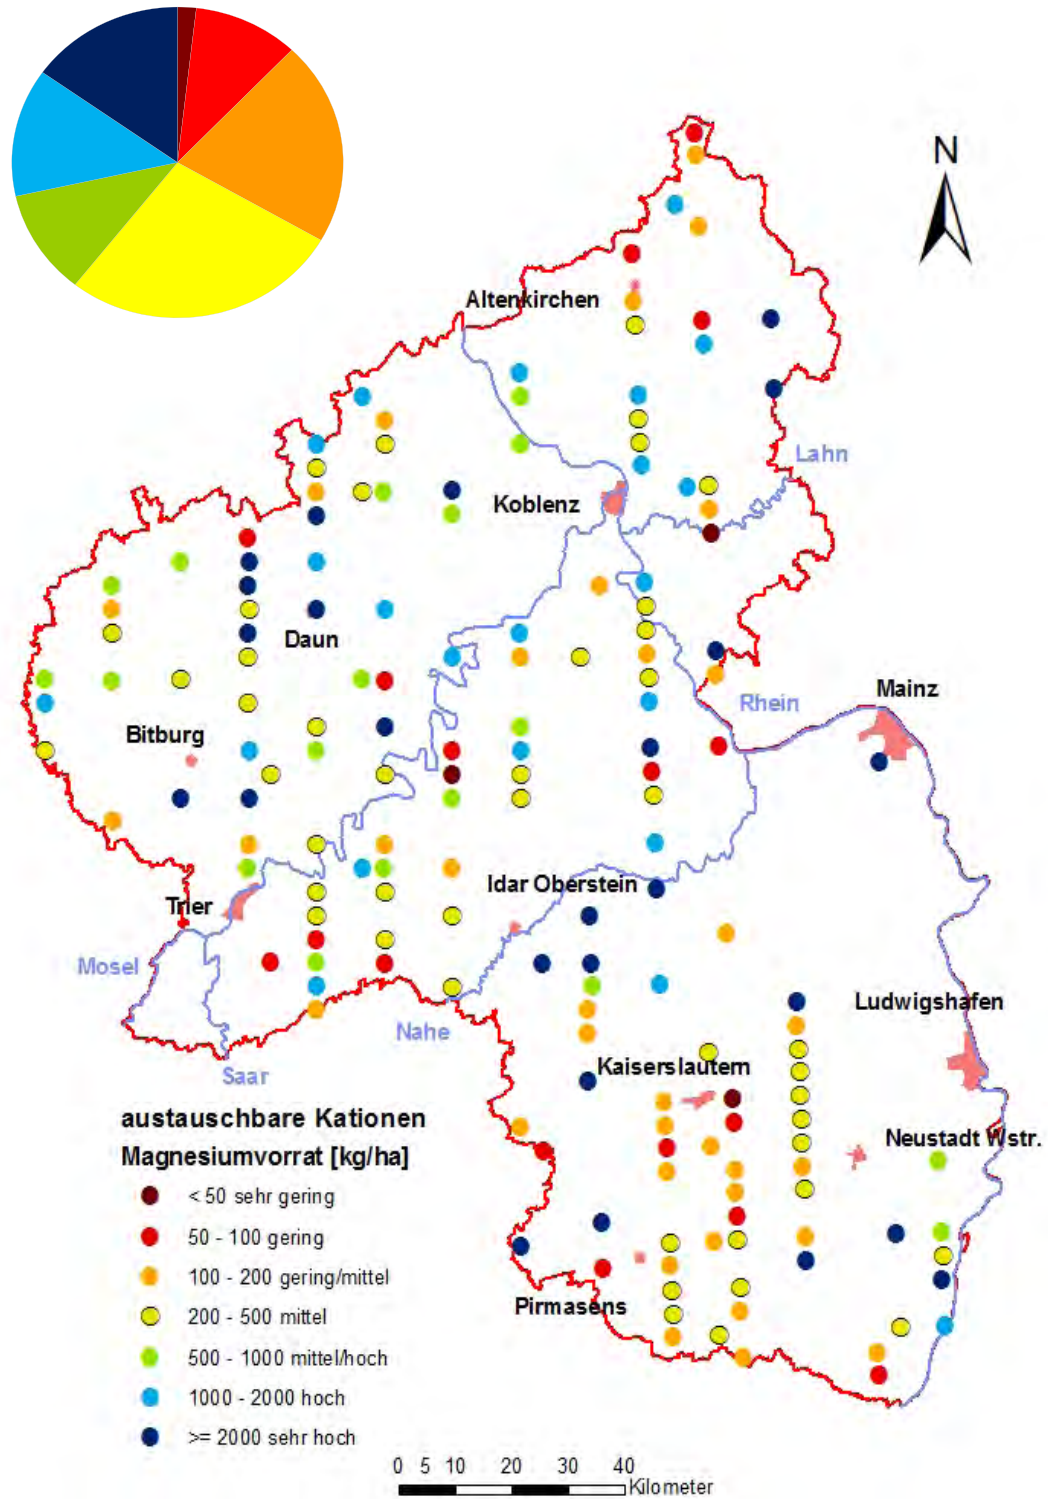 N
Altenkirchen
Lahn
Koblenz
Daun
Rhein
Mainz
Bitburg
Idar Oberstein
Trier
Mosel
Ludwigshafen
Nahe
Kaiserslautern
Saar
austauschbare Kationen
Magnesiumvorrat [kg/ha]
Neustadt Wstr.
< 50 sehr gering
50 - 100 gering
100 - 200 gering/mittel
200 - 500 mittel
Pirmasens
500 - 1000 mittel/hoch
1000 - 2000 hoch
>= 2000 sehr hoch
0 5 10 20 30 40
Kilometer